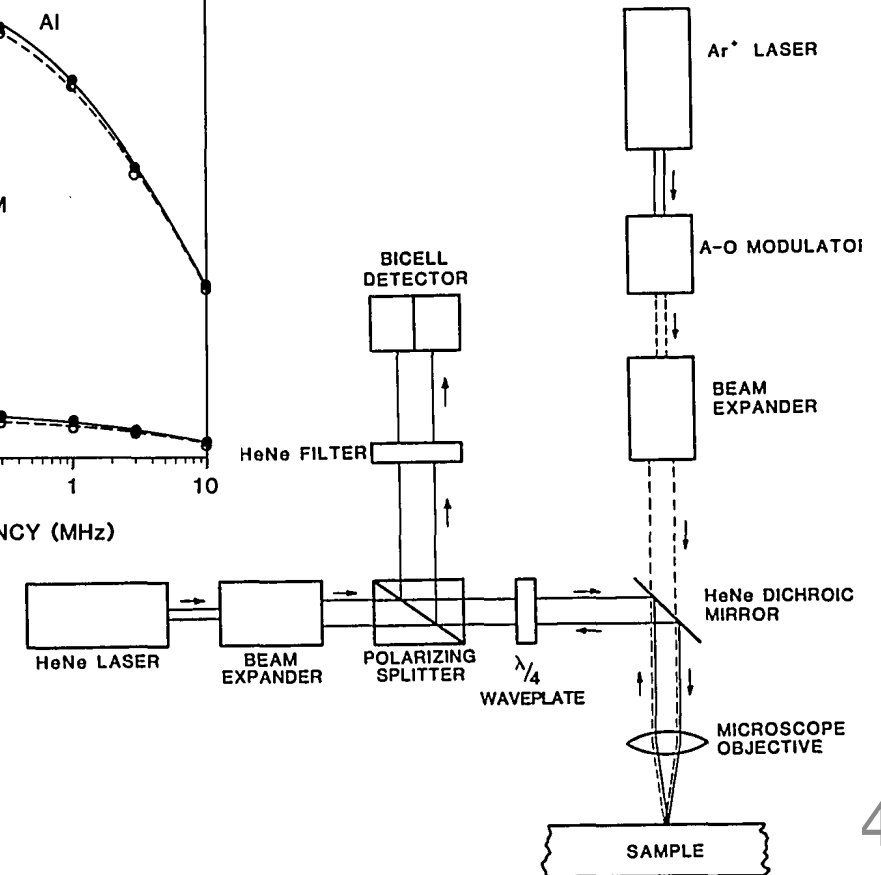 Al
M
1
10
NCY (MHz)
Ar+ LASER
A-O MODULATOI
BEAM
EXPANDER
BICELL
DETECTOR
HeNe FILTER
HeNe DICHROIC
MIRROR
HeNe LASER
BEAM
EXPANDER
POLARIZING
SPLITTER
λ/4
WAVEPLATE
MICROSCOPE
OBJECTIVE
SAMPLE
4